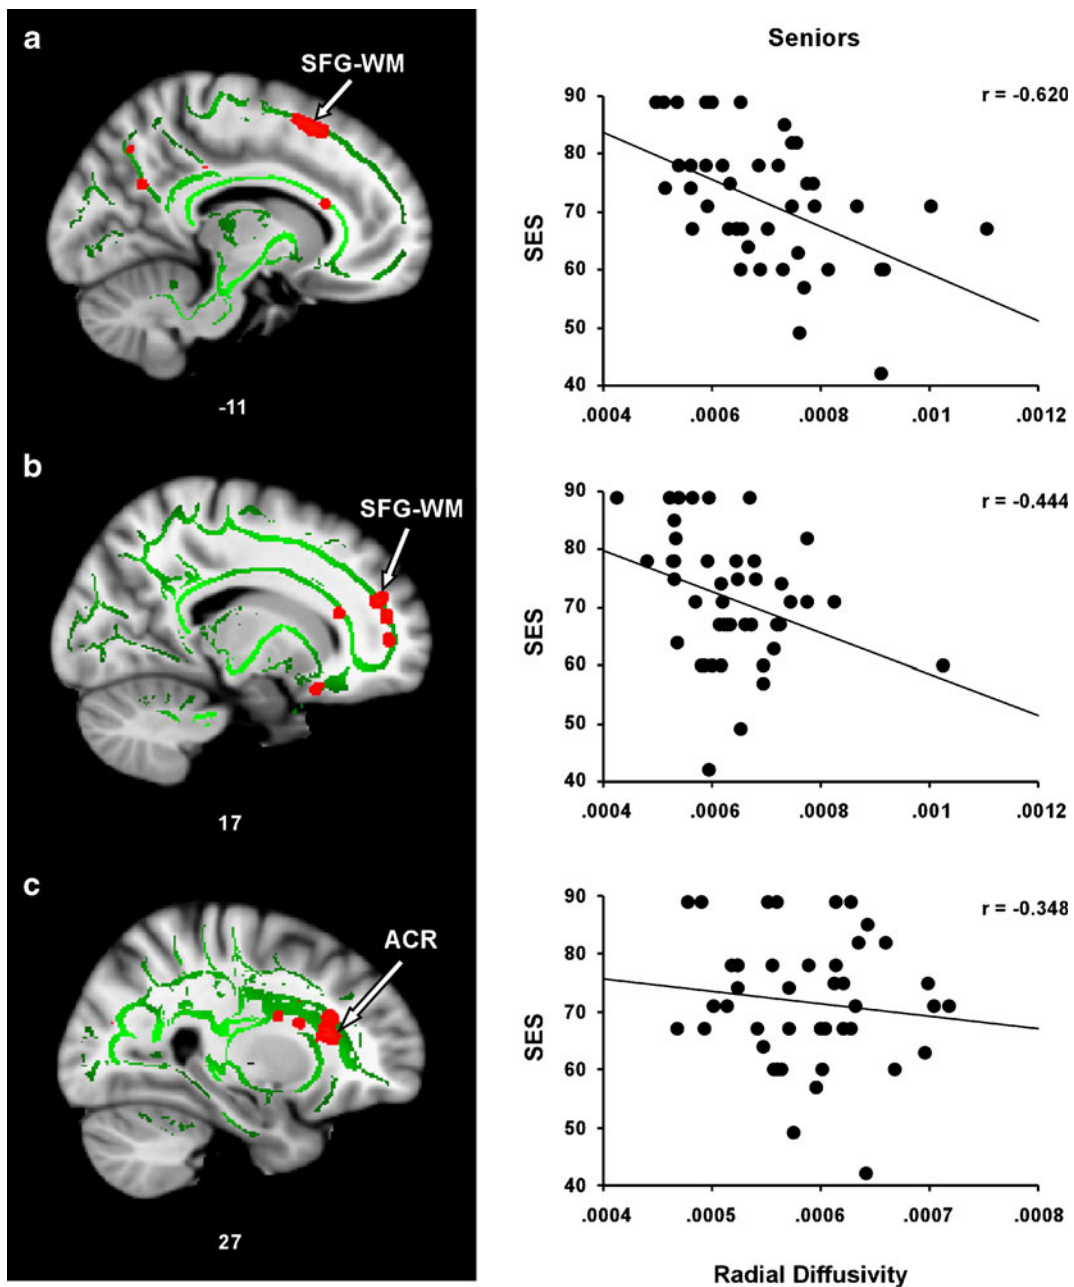 a
SFG-WM
-11
Seniors
r = -0.620
SES
90
80
70
60
50
40
.0004
.0006
.0008
.001
.0012
b
SFG-WM
17
r = -0.444
SES
90
80
70
60
50
40
.0004
.0006
.0008
.001
.0012
c
ACR
27
r = -0.348
SES
90
80
70
60
50
40
.0004
.0005
.0006
.0007
.0008
Radial Diffusivity